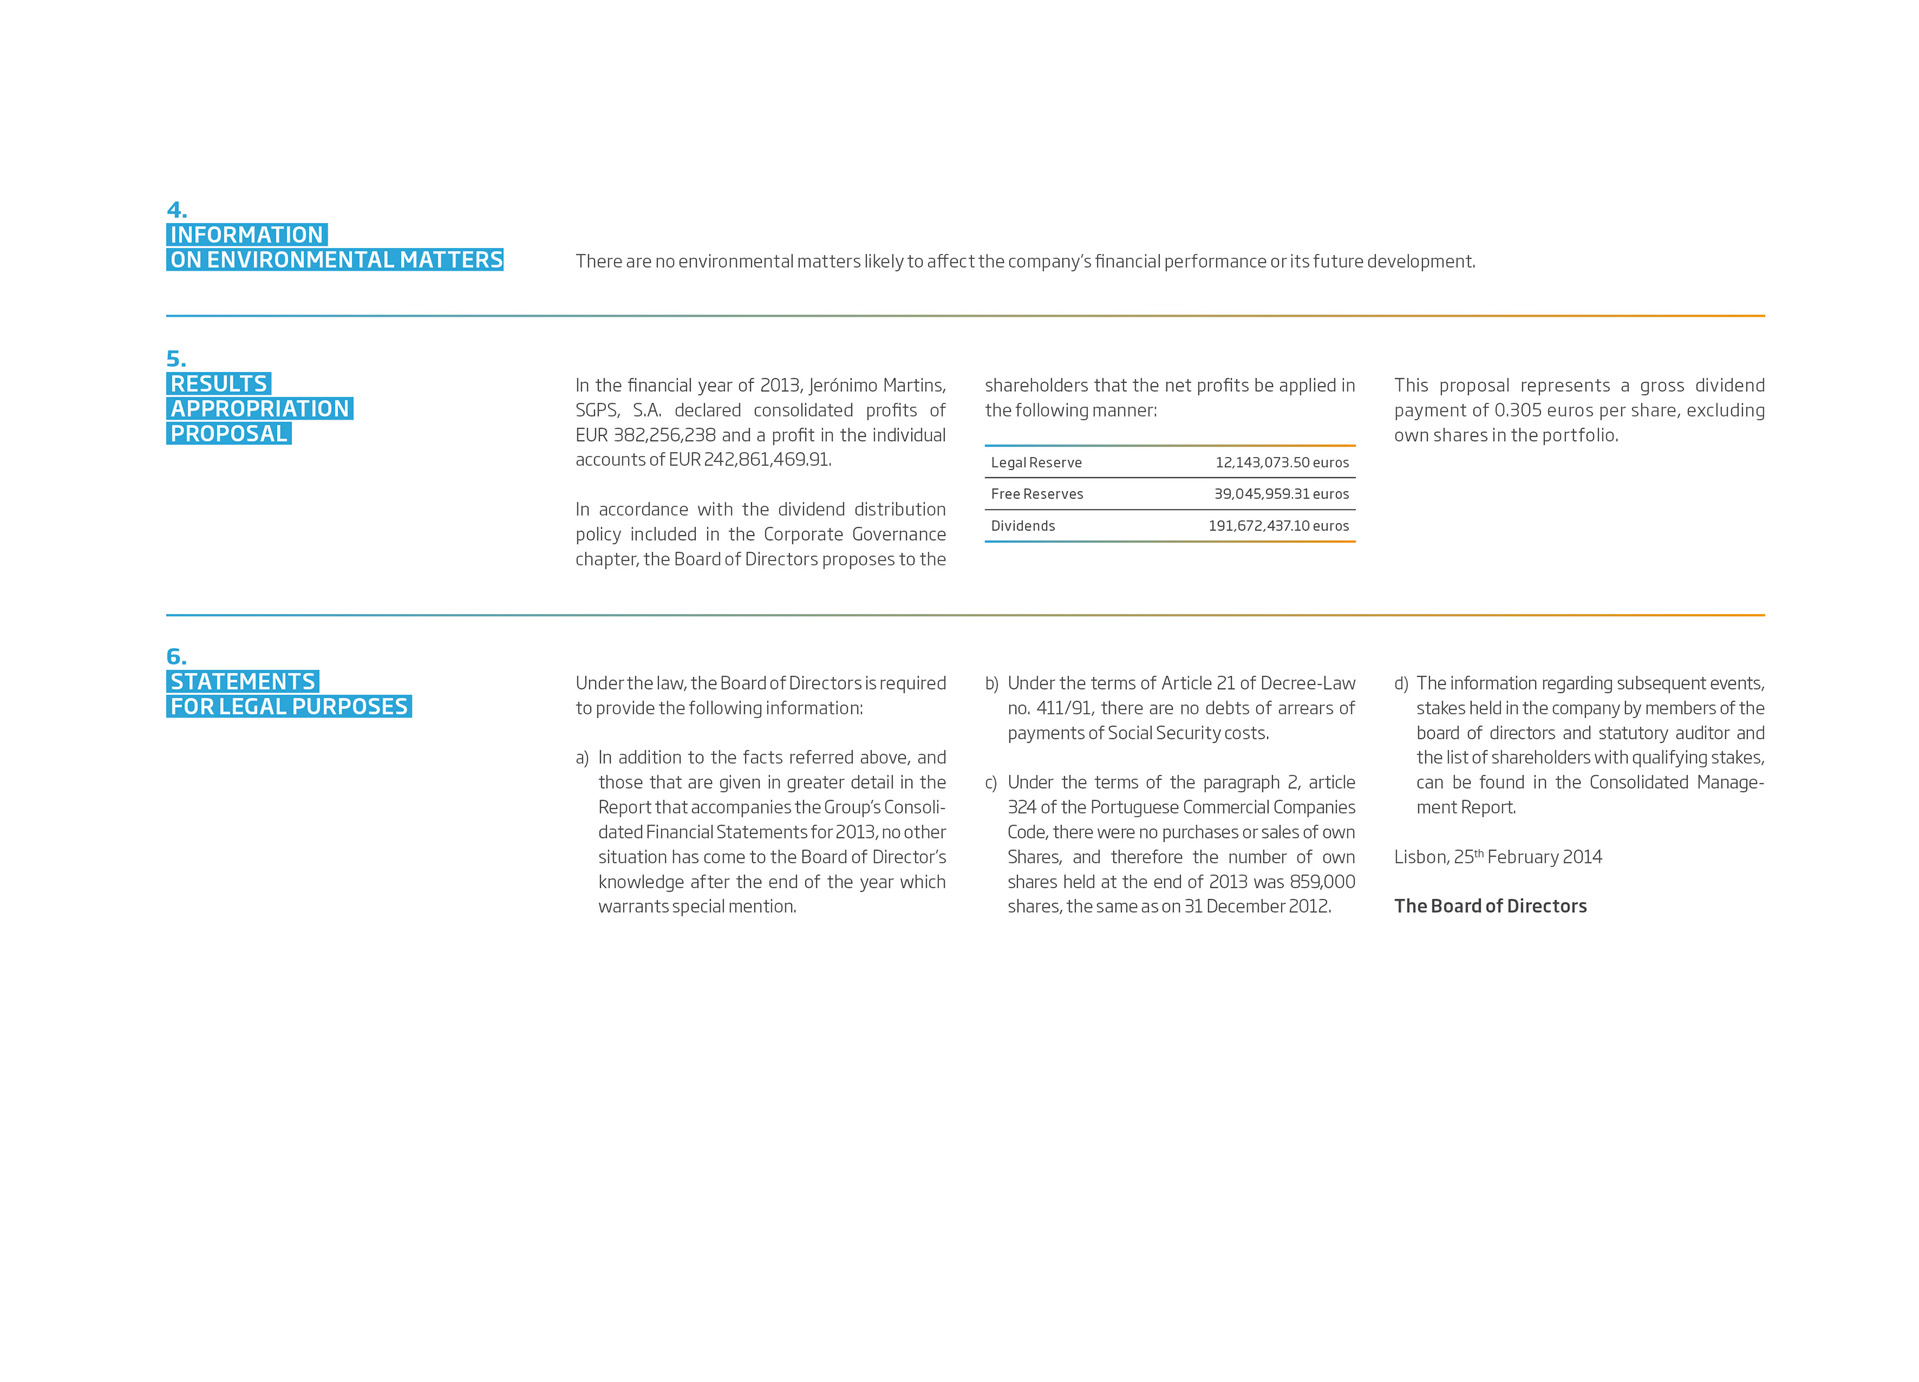 4.
INFORMATION
ON ENVIRONMENTAL MATTERS
There are no environmental matters likely to affect the company's financial performance or its future development.
5.
RESULTS
APPROPRIATION
PROPOSAL
In the financial year of 2013, Jerónimo Martins,
SGPS, S.A. declared consolidated profits of
EUR 382,256,238 and a profit in the individual
accounts of EUR 242,861,469.91.
In accordance with the dividend distribution
policy included in the Corporate Governance
chapter, the Board of Directors proposes to the
shareholders that the net profits be applied in
the following manner:
Legal Reserve 12,143,073.50 euros
Free Reserves 39,045,959.31 euros
Dividends 191,672,437.10 euros
This proposal represents a gross dividend
payment of 0.305 euros per share, excluding
own shares in the portfolio.
6.
STATEMENTS
FOR LEGAL PURPOSES
Under the law, the Board of Directors is required
to provide the following information:
a) In addition to the facts referred above, and
those that are given in greater detail in the
Report that accompanies the Group's Consoli-
dated Financial Statements for 2013, no other
situation has come to the Board of Director's
knowledge after the end of the year which
warrants special mention.
b) Under the terms of Article 21 of Decree-Law
no. 411/91, there are no debts of arrears of
payments of Social Security costs.
c) Under the terms of the paragraph 2, article
324 of the Portuguese Commercial Companies
Code, there were no purchases or sales of own
Shares, and therefore the number of own
shares held at the end of 2013 was 859,000
shares, the same as on 31 December 2012.
d) The information regarding subsequent events,
stakes held in the company by members of the
board of directors and statutory auditor and
the list of shareholders with qualifying stakes,
can be found in the Consolidated Manage-
ment Report.
Lisbon, 25th February 2014
The Board of Directors